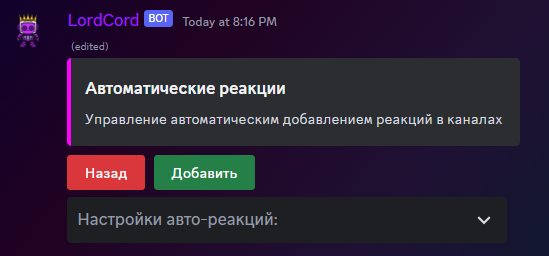 LordCord BOT Today at 8:16 PM
(edited)
Автоматические реакции
Управление автоматическим добавлением реакций в каналах
Назад Добавить
Настройки авто-реакций: